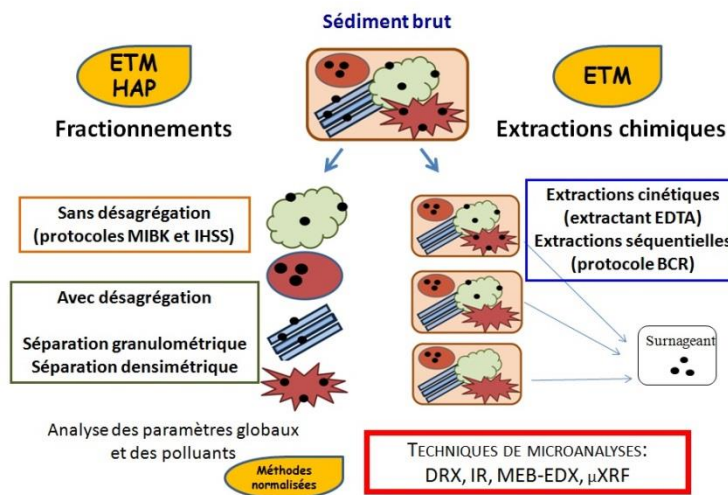 Sédiment brut
ETM
HAP
Fractionnements
ETM
Extractions chimiques
Sans désagrégation
(protocoles MIBK et IHSS)
Avec désagrégation
Séparation granulométrique
Séparation densimétrique
Extractions cinétiques
(extractant EDTA)
Extractions séquentielles
(protocole BCR)
Surnageant
Analyse des paramètres globaux
et des polluants
Méthodes
normalisées
TECHNIQUES DE MICROANALYSES:
DRX, IR, MEB-EDX, μXRF